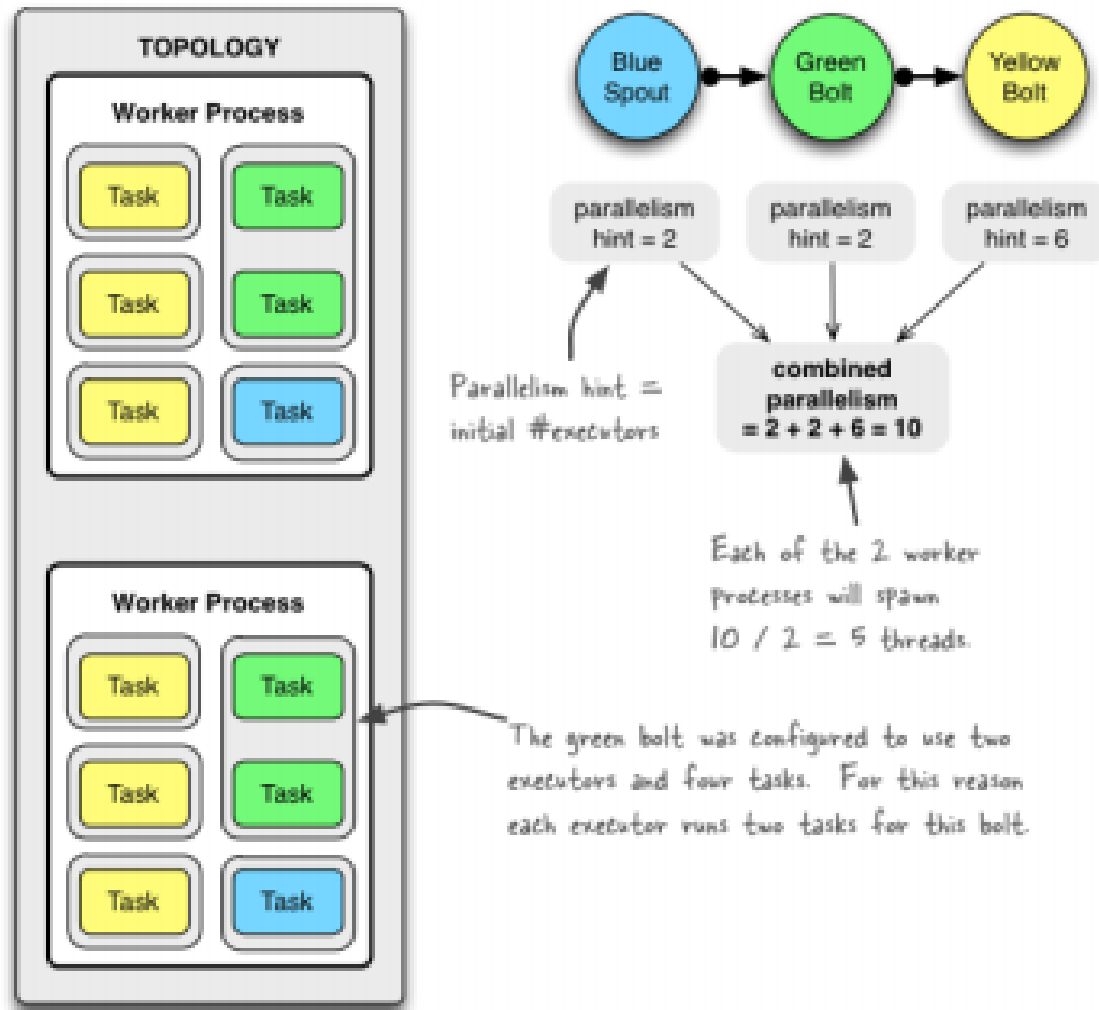 TOPOLOGY
Worker Process
Task
Task
Task
Task
Task
Task
Worker Process
Task
Task
Task
Task
Task
Task
Blue
Spout
Green
Bolt
Yellow
Bolt
parallelism
hint = 2
parallelism
hint = 2
parallelism
hint = 6
Parallelism hint =
initial #executors
combined
parallelism
= 2 + 2 + 6 = 10
Each of the 2 worker
processes will spawn
10 / 2 = 5 threads.
The green bolt was configured to use two
executors and four tasks. For this reason
each executor runs two tasks for this bolt.